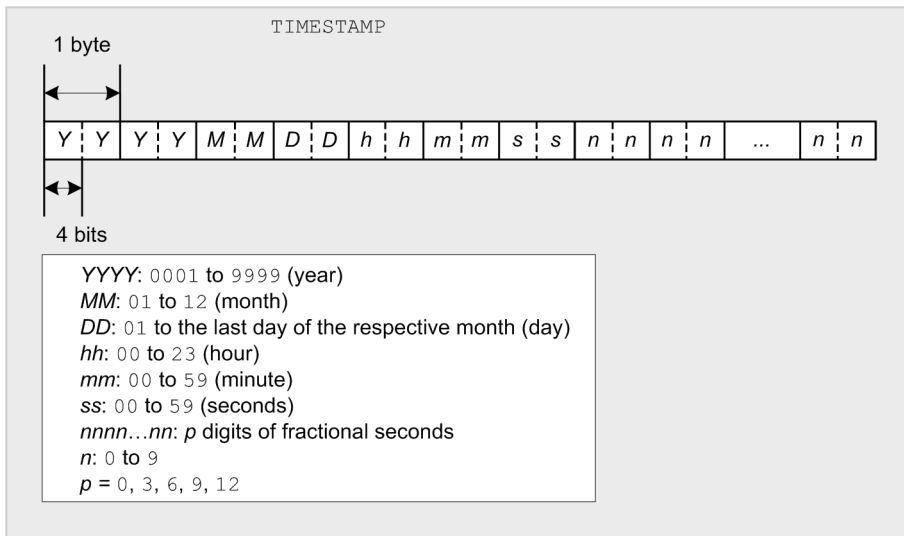 TIMESTAMP
1 byte
Y Y Y Y M M D D h h m m s s n n n n ... n n
4 bits
YYYY: 0001 to 9999 (year)
MM: 01 to 12 (month)
DD: 01 to the last day of the respective month (day)
hh: 00 to 23 (hour)
mm: 00 to 59 (minute)
ss: 00 to 59 (seconds)
nnnn...nn: p digits of fractional seconds
n: 0 to 9
p = 0, 3, 6, 9, 12